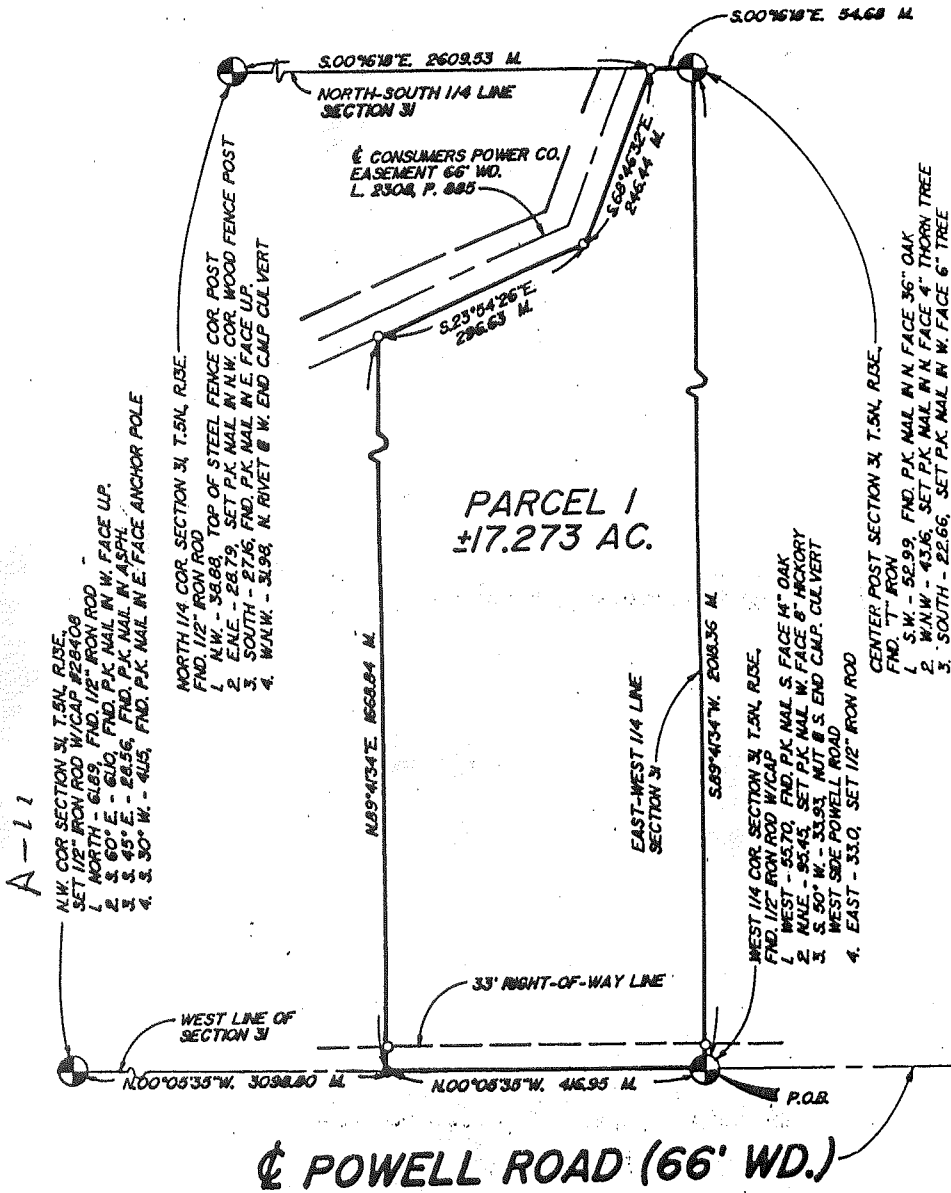 S.00°16'18"E. 54.68 M.
S.00°16'18"E. 2609.53 M.
NORTH-SOUTH 1/4 LINE
SECTION 31
℄ CONSUMERS POWER CO.
EASEMENT 66' WD.
L. 2308, P. 885
S.68°46'32"E.
246.44 M.
S.23°54'26"E.
296.63 M.
PARCEL 1
±17.273 AC.
N.89°41'34"E. 1668.84 M.
EAST-WEST 1/4 LINE
SECTION 31
S.89°41'34"W. 2018.36 M.
A-11
N.W. COR SECTION 31, T.5N., R.13E.,
SET 1/2" IRON ROD W/CAP #28408
1. NORTH - 61.89, FND. 1/2" IRON ROD
2. S. 60° E. - 61.10, FND. P.K. NAIL IN W. FACE U.P.
3. S. 45° E. - 28.56, FND. P.K. NAIL IN ASPH.
4. S. 30° W. - 41.15, FND. P.K. NAIL IN E. FACE ANCHOR POLE
NORTH 1/4 COR. SECTION 31, T.5N., R.13E.
FND. 1/2" IRON ROD
1. N.W. - 38.88, TOP OF STEEL FENCE COR. POST
2. E.N.E. - 28.79, SET P.K. NAIL IN N.W. COR. WOOD FENCE POST
3. SOUTH - 27.16, FND. P.K. NAIL IN E. FACE U.P.
4. W.N.W. - 31.98, N. RIVET @ W. END C.M.P. CULVERT
WEST 1/4 COR. SECTION 31, T.5N., R.13E.,
FND. 1/2" IRON ROD W/CAP
1. WEST - 55.70, FND. P.K. NAIL S. FACE 14" OAK
2. N.N.E. - 95.45, SET P.K. NAIL W. FACE 8" HICKORY
3. S. 50° W. - 33.93, NUT @ S. END C.M.P. CULVERT
WEST SIDE POWELL ROAD
4. EAST - 33.0, SET 1/2" IRON ROD
CENTER POST SECTION 31, T.5N., R.13E.,
FND. "T" IRON
1. S.W. - 52.99, FND. P.K. NAIL IN N. FACE 36" OAK
2. W.N.W. - 43.16, SET P.K. NAIL IN N. FACE 4" THORN TREE
3. SOUTH - 22.66, SET P.K. NAIL IN W. FACE 6" TREE
33' RIGHT-OF-WAY LINE
WEST LINE OF
SECTION 31
N.00°05'35"W. 3098.80 M.
N.00°05'35"W. 416.95 M.
P.O.B.
℄ POWELL ROAD (66' WD.)